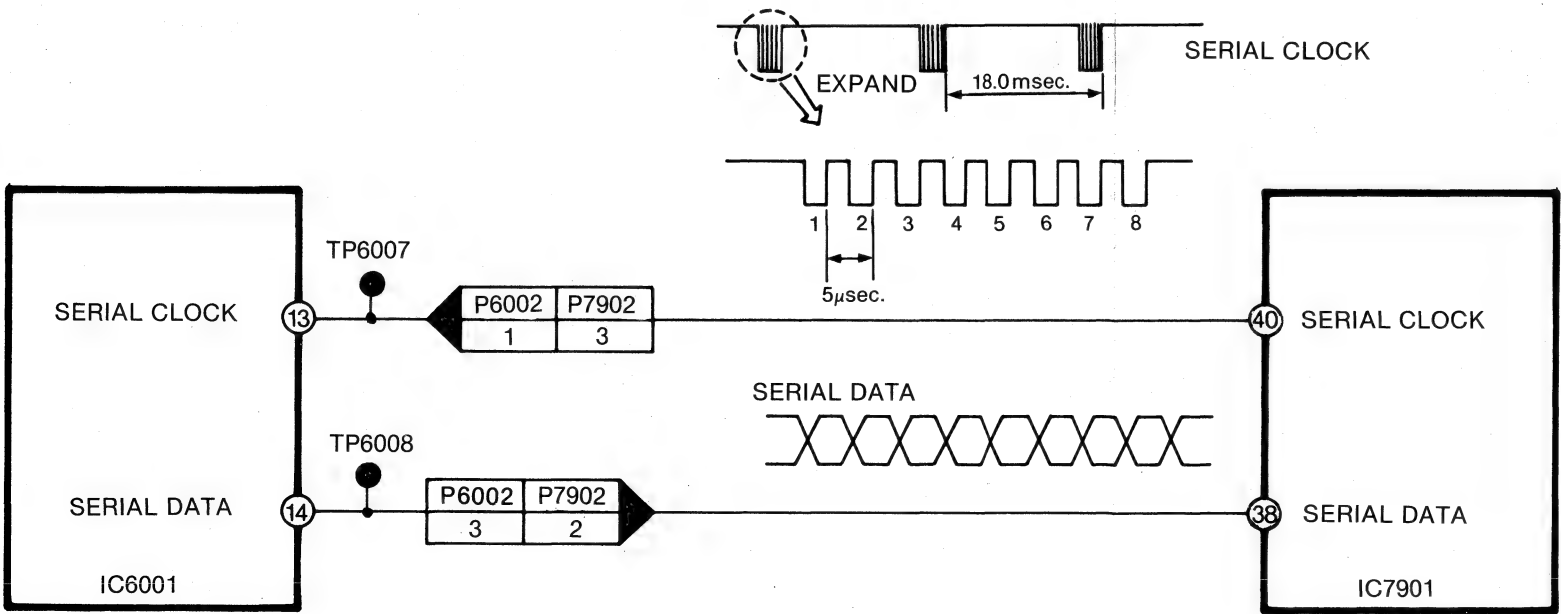 SERIAL CLOCK
EXPAND
18.0 msec.
1 2 3 4 5 6 7 8
5μsec.
TP6007
SERIAL CLOCK
13
P6002 P7902
1 3
40
SERIAL CLOCK
SERIAL DATA
TP6008
SERIAL DATA
14
P6002 P7902
3 2
38
SERIAL DATA
IC6001
IC7901